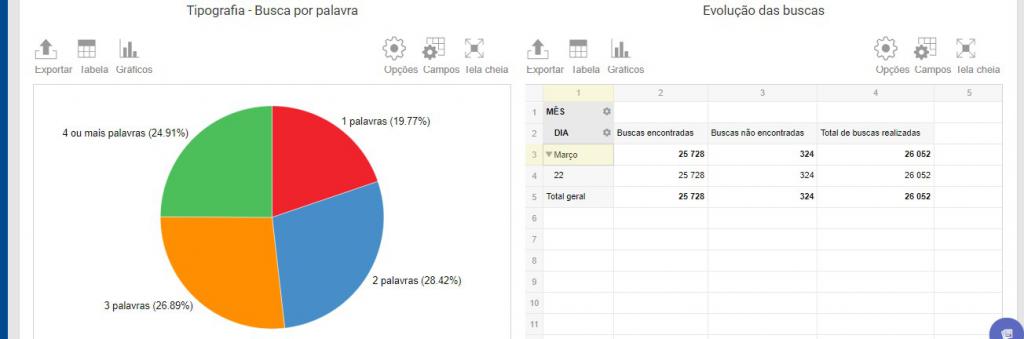 Tipografia - Busca por palavra
Exportar Tabela Gráficos Opções Campos Tela cheia
4 ou mais palavras (24.91%)
1 palavras (19.77%)
2 palavras (28.42%)
3 palavras (26.89%)
Evolução das buscas
Exportar Tabela Gráficos Opções Campos Tela cheia
1 2 3 4 5
1 MÊS
2 DIA Buscas encontradas Buscas não encontradas Total de buscas realizadas
3 Março 25 728 324 26 052
4 22 25 728 324 26 052
5 Total geral 25 728 324 26 052
6
7
8
9
10
11